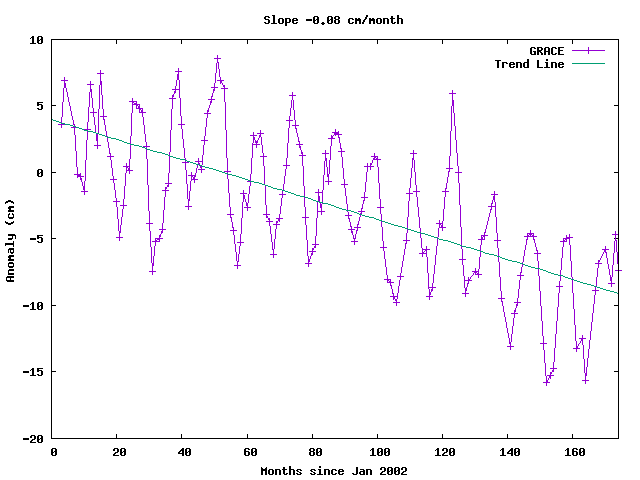 Slope -0.08 cm/month
GRACE
Trend Line
10
5
0
-5
-10
-15
-20
Anomaly (cm)
0 20 40 60 80 100 120 140 160
Months since Jan 2002